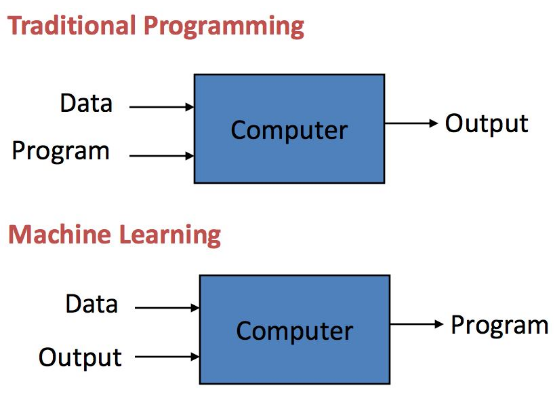 Traditional Programming
Data
Program
Computer
Output
Machine Learning
Data
Output
Computer
Program